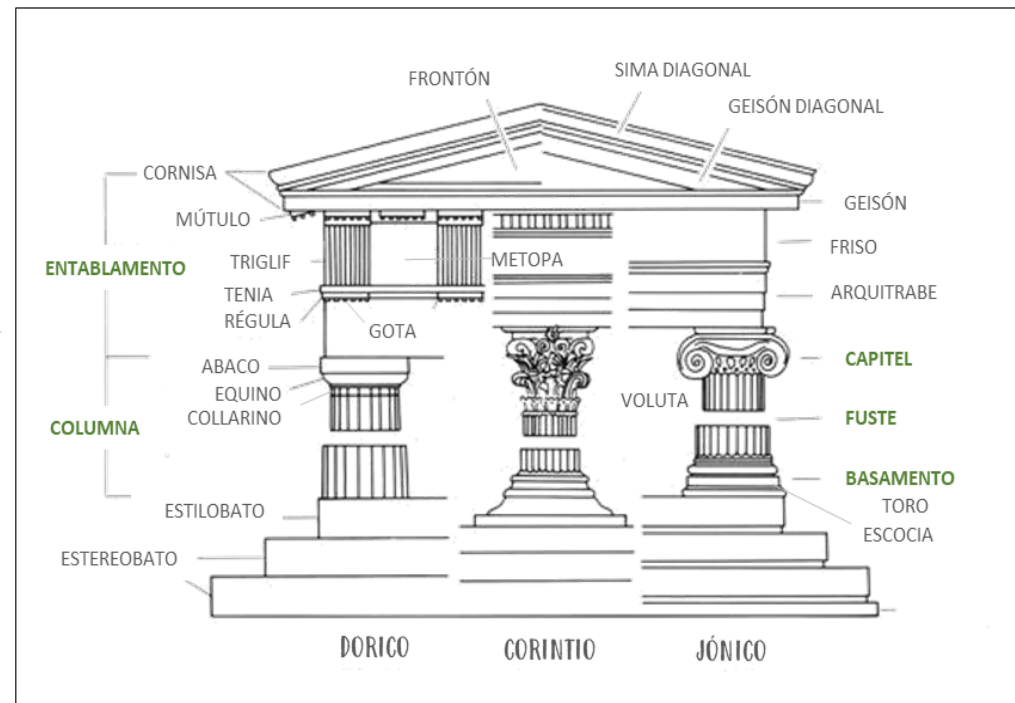 FRONTÓN
SIMA DIAGONAL
GEISÓN DIAGONAL
CORNISA
MÚTULO
GEISÓN
FRISO
ENTABLAMENTO
TRIGLIF
METOPA
TENIA
ARQUITRABE
RÉGULA
GOTA
ABACO
CAPITEL
EQUINO
VOLUTA
COLLARINO
FUSTE
COLUMNA
BASAMENTO
TORO
ESTILOBATO
ESCOCIA
ESTEREOBATO
DORICO
CORINTIO
JÓNICO